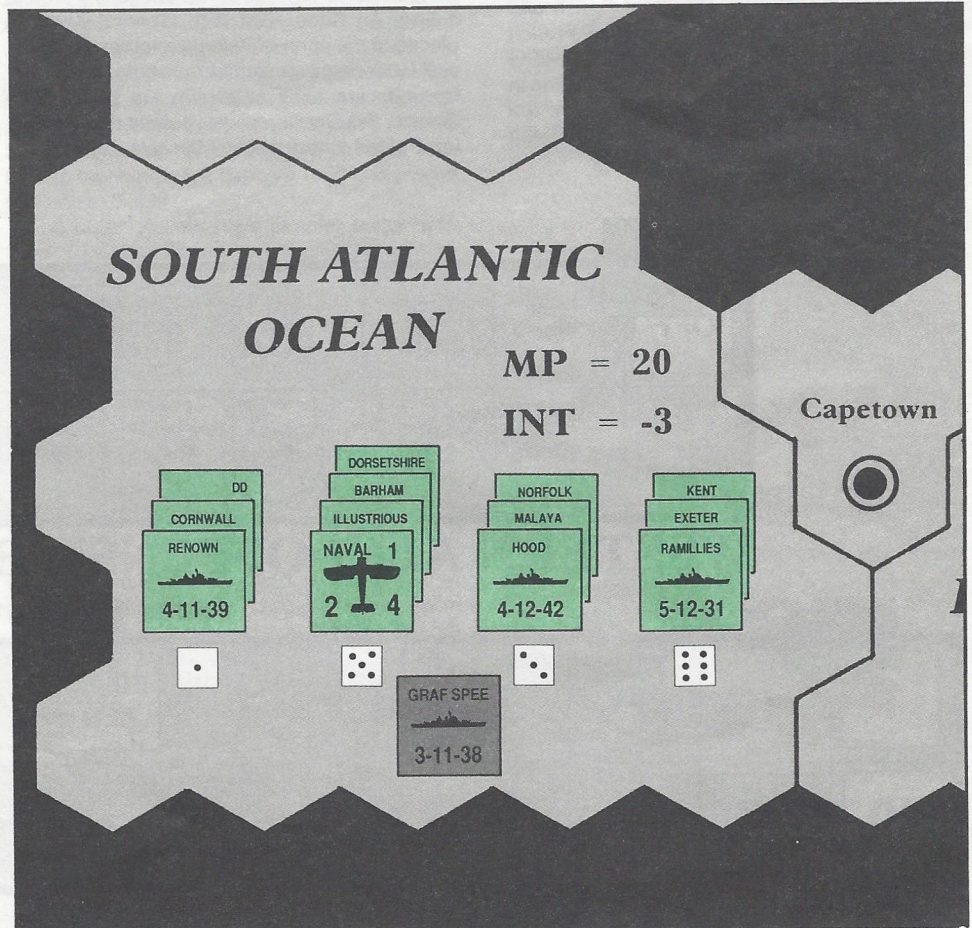 SOUTH ATLANTIC
OCEAN
MP = 20
INT = -3
Capetown
DD
CORNWALL
RENOWN
4-11-39
DORSETSHIRE
BARHAM
ILLUSTRIOUS
NAVAL 1
2 4
NORFOLK
MALAYA
HOOD
4-12-42
KENT
EXETER
RAMILLIES
5-12-31
GRAF SPEE
3-11-38